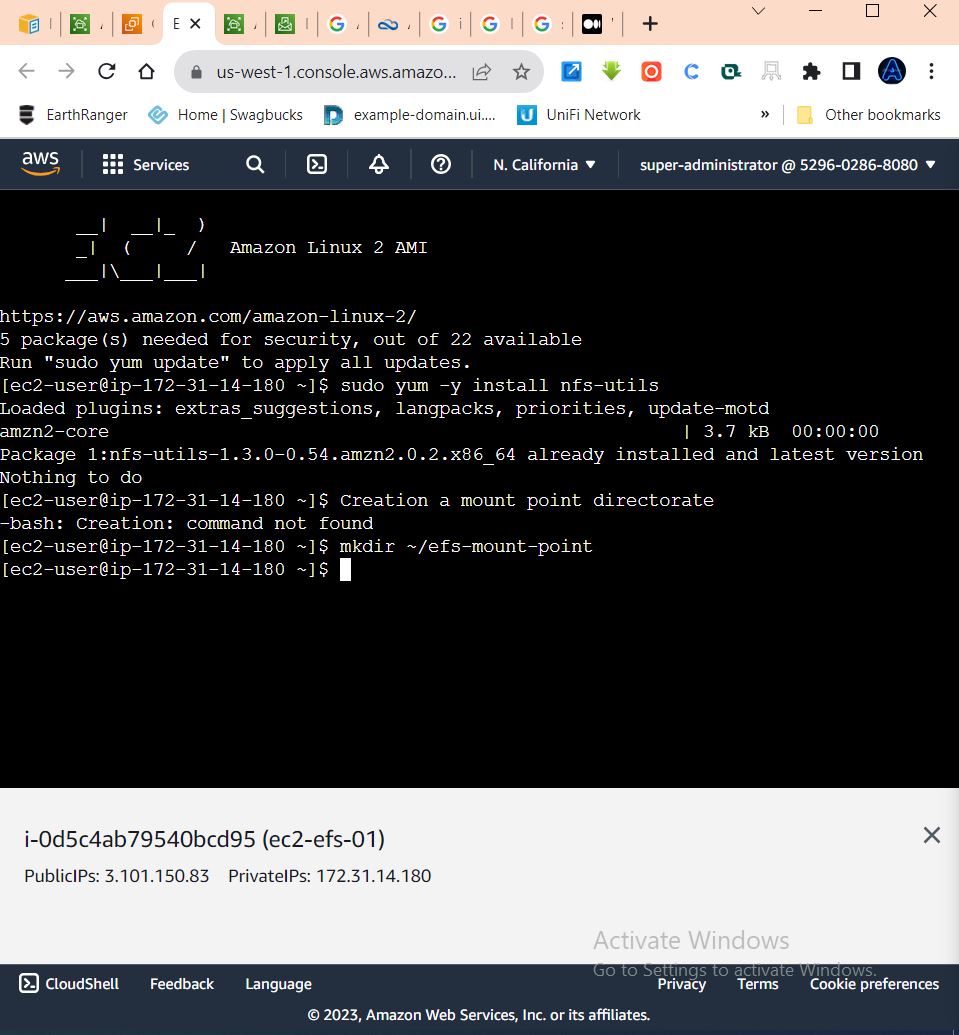 E
us-west-1.console.aws.amazo...
EarthRanger
Home | Swagbucks
example-domain.ui....
UniFi Network
»
Other bookmarks
aws
Services
N. California
super-administrator @ 5296-0286-8080
__|  __|_  )
_|  (     /   Amazon Linux 2 AMI
___|\___|___|
https://aws.amazon.com/amazon-linux-2/
5 package(s) needed for security, out of 22 available
Run "sudo yum update" to apply all updates.
[ec2-user@ip-172-31-14-180 ~]$ sudo yum -y install nfs-utils
Loaded plugins: extras_suggestions, langpacks, priorities, update-motd
amzn2-core | 3.7 kB 00:00:00
Package 1:nfs-utils-1.3.0-0.54.amzn2.0.2.x86_64 already installed and latest version
Nothing to do
[ec2-user@ip-172-31-14-180 ~]$ Creation a mount point directorate
-bash: Creation: command not found
[ec2-user@ip-172-31-14-180 ~]$ mkdir ~/efs-mount-point
[ec2-user@ip-172-31-14-180 ~]$
i-0d5c4ab79540bcd95 (ec2-efs-01)
PublicIPs: 3.101.150.83 PrivateIPs: 172.31.14.180
Activate Windows
Go to Settings to activate Windows.
CloudShell
Feedback
Language
Privacy
Terms
Cookie preferences
© 2023, Amazon Web Services, Inc. or its affiliates.